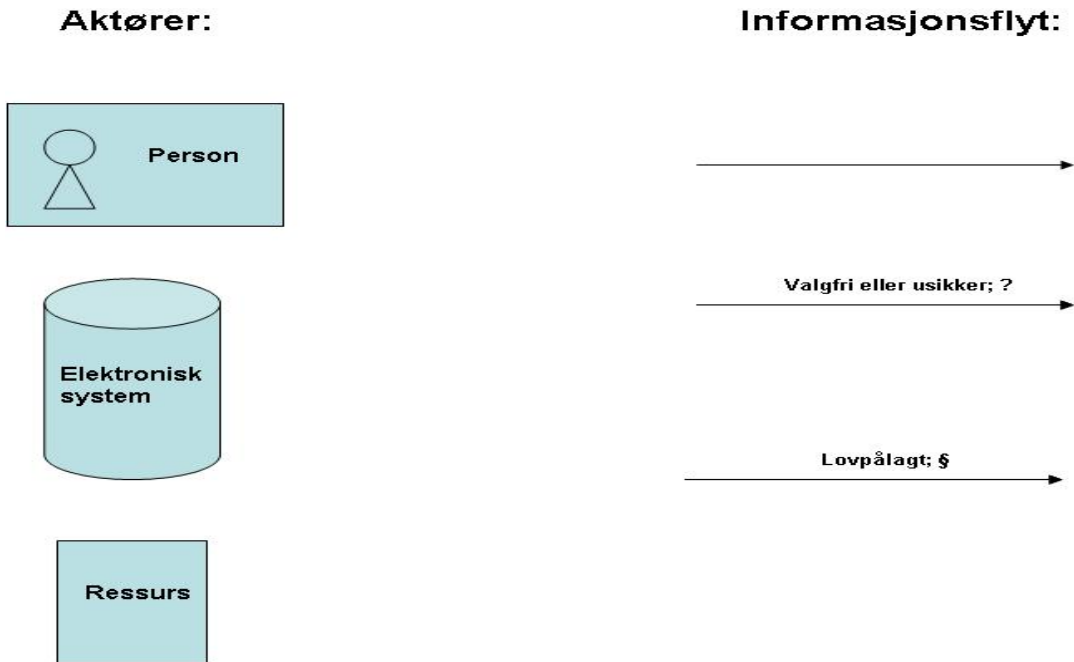 Aktører:
Informasjonsflyt:
Person
Valgfri eller usikker; ?
Elektronisk
system
Lovpålagt; §
Ressurs